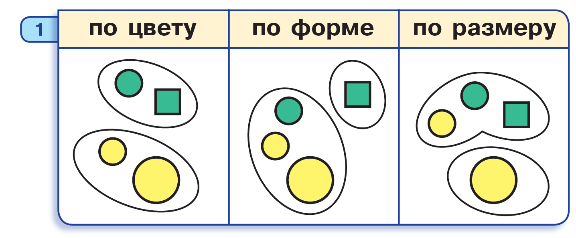 1
по цвету
по форме
по размеру